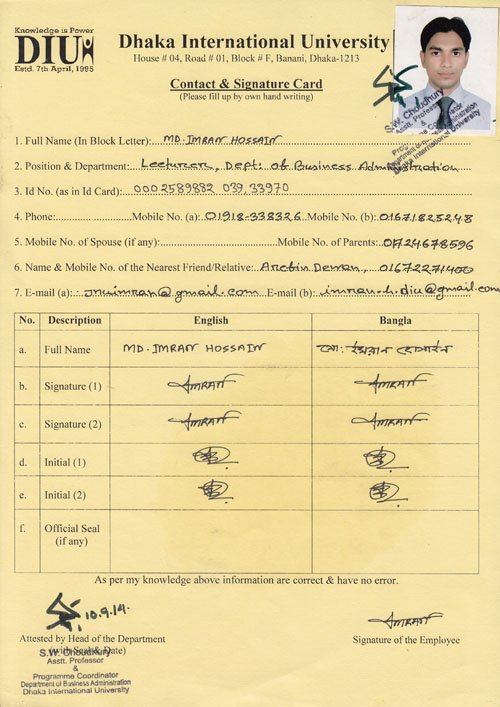 Knowledge is Power
DIU
Estd. 7th April, 1995
Dhaka International University
House # 04, Road # 01, Block # F, Banani, Dhaka-1213
Contact & Signature Card
(Please fill up by own hand writing)
S.W. Choudhury
Asstt. Professor
&
Programme Coordinator
Department of Business Administration
Dhaka International University
1. Full Name (In Block Letter): MD. IMRAN HOSSAIN
2. Position & Department: Lecturer, Dept: of Business Administration
3. Id No. (as in Id Card): 0002589882 039,33970
4. Phone: Mobile No. (a): 01918-338326 Mobile No. (b): 01671825248
5. Mobile No. of Spouse (if any): Mobile No. of Parents: 01724678596
6. Name & Mobile No. of the Nearest Friend/Relative: Arefin Dewan, 01672271400
7. E-mail (a): jnuimran@gmail.com E-mail (b): imran.h.diu@gmail.com
No. Description English Bangla
a. Full Name MD. IMRAN HOSSAIN মো: ইমরান হোসাইন
b. Signature (1) IMRAN IMRAN
c. Signature (2) IMRAN IMRAN
d. Initial (1)
e. Initial (2)
f. Official Seal
(if any)
As per my knowledge above information are correct & have no error.
10.9.14.
IMRAN
Attested by Head of the Department
(with Seal & Date)
Signature of the Employee
S.W. Choudhury
Asstt. Professor
&
Programme Coordinator
Department of Business Administration
Dhaka International University